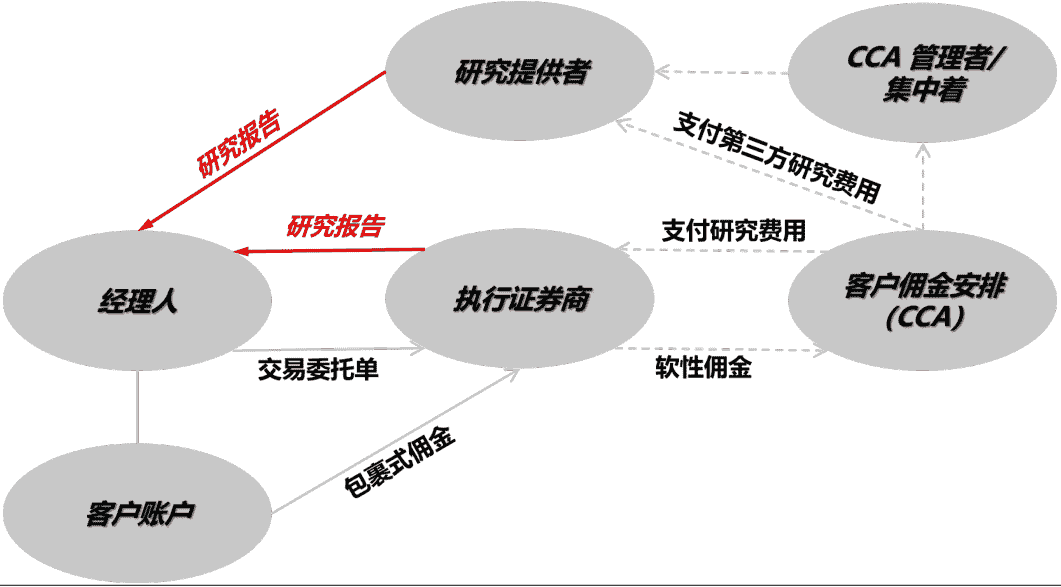 研究提供者
CCA 管理者/
集中着
研究报告
支付第三方研究费用
研究报告
支付研究费用
经理人
执行证券商
客户佣金安排
（CCA）
交易委托单
软性佣金
包裹式佣金
客户账户